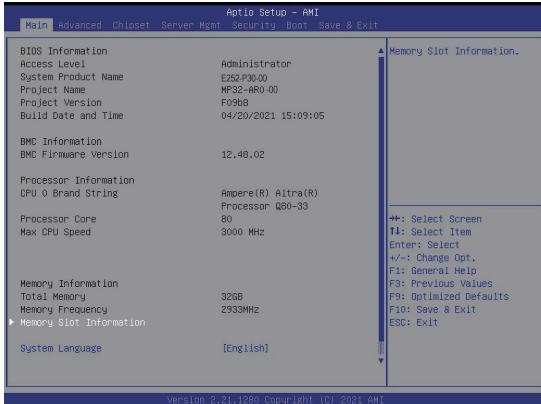 Aptio Setup - AMI
Main Advanced Chipset Server Mgmt Security Boot Save & Exit
BIOS Information
Access Level Administrator
System Product Name E252-P30-00
Project Name MP32-AR0-00
Project Version F09b8
Build Date and Time 04/20/2021 15:09:05
BMC Information
BMC Firmware Version 12.48.02
Processor Information
CPU 0 Brand String Ampere(R) Altra(R)
Processor Q80-33
Processor Core 80
Max CPU Speed 3000 MHz
Memory Information
Total Memory 32GB
Memory Frequency 2933MHz
Memory Slot Information
System Language [English]
Memory Slot Information.
→←: Select Screen
↑↓: Select Item
Enter: Select
+/-: Change Opt.
F1: General Help
F3: Previous Values
F9: Optimized Defaults
F10: Save & Exit
ESC: Exit
Version 2.21.1280 Copyright (C) 2021 AMI